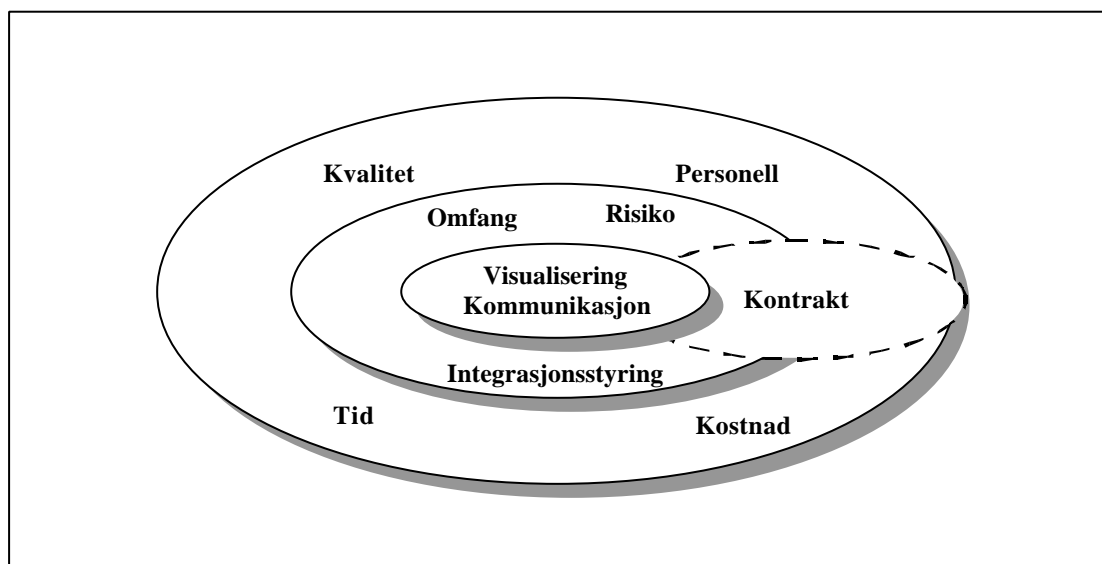 Kvalitet
Personell
Omfang
Risiko
Visualisering
Kommunikasjon
Kontrakt
Integrasjonsstyring
Tid
Kostnad